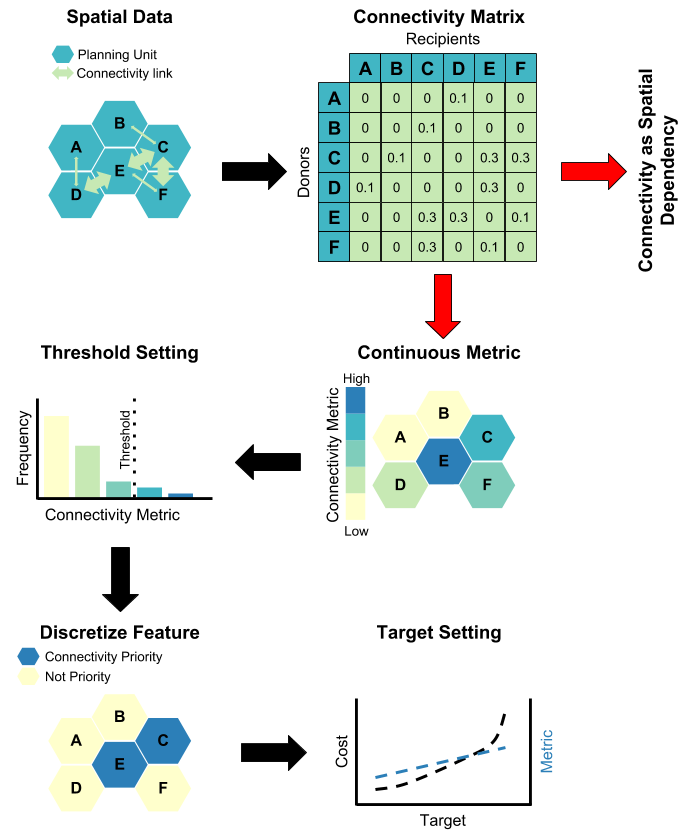 Spatial Data
Planning Unit
Connectivity link
A
B
C
D
E
F
Connectivity Matrix
Recipients
A B C D E F
Donors
A 0 0 0 0.1 0 0
B 0 0 0.1 0 0 0
C 0 0.1 0 0 0.3 0.3
D 0.1 0 0 0 0.3 0
E 0 0 0.3 0.3 0 0.1
F 0 0 0.3 0 0.1 0
Connectivity as Spatial
Dependency
Continuous Metric
High
Connectivity Metric
Low
A
B
C
D
E
F
Threshold Setting
Frequency
Threshold
Connectivity Metric
Discretize Feature
Connectivity Priority
Not Priority
A
B
C
D
E
F
Target Setting
Cost
Metric
Target